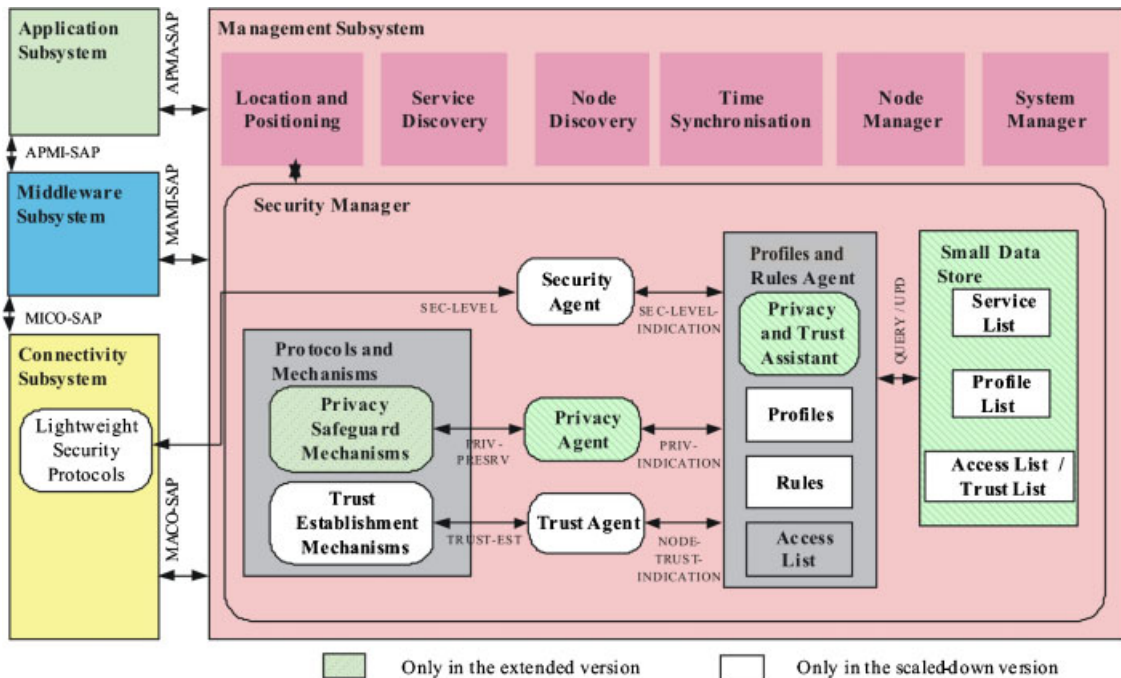 Application
Subsystem
APMA-SAP
APMI-SAP
Middleware
Subsystem
MAMI-SAP
MICO-SAP
Connectivity
Subsystem
Lightweight
Security
Protocols
MACO-SAP
Management Subsystem
Location and
Positioning
Service
Discovery
Node
Discovery
Time
Synchronisation
Node
Manager
System
Manager
Security Manager
SEC-LEVEL
Security
Agent
SEC-LEVEL-
INDICATION
Protocols and
Mechanisms
Privacy
Safeguard
Mechanisms
PRIV-
PRESRV
Privacy
Agent
PRIV-
INDICATION
Trust
Establishment
Mechanisms
TRUST-EST
Trust Agent
NODE-
TRUST-
INDICATION
Profiles and
Rules Agent
Privacy
and Trust
Assistant
Profiles
Rules
Access
List
QUERY / UPD
Small Data
Store
Service
List
Profile
List
Access List /
Trust List
Only in the extended version
Only in the scaled-down version